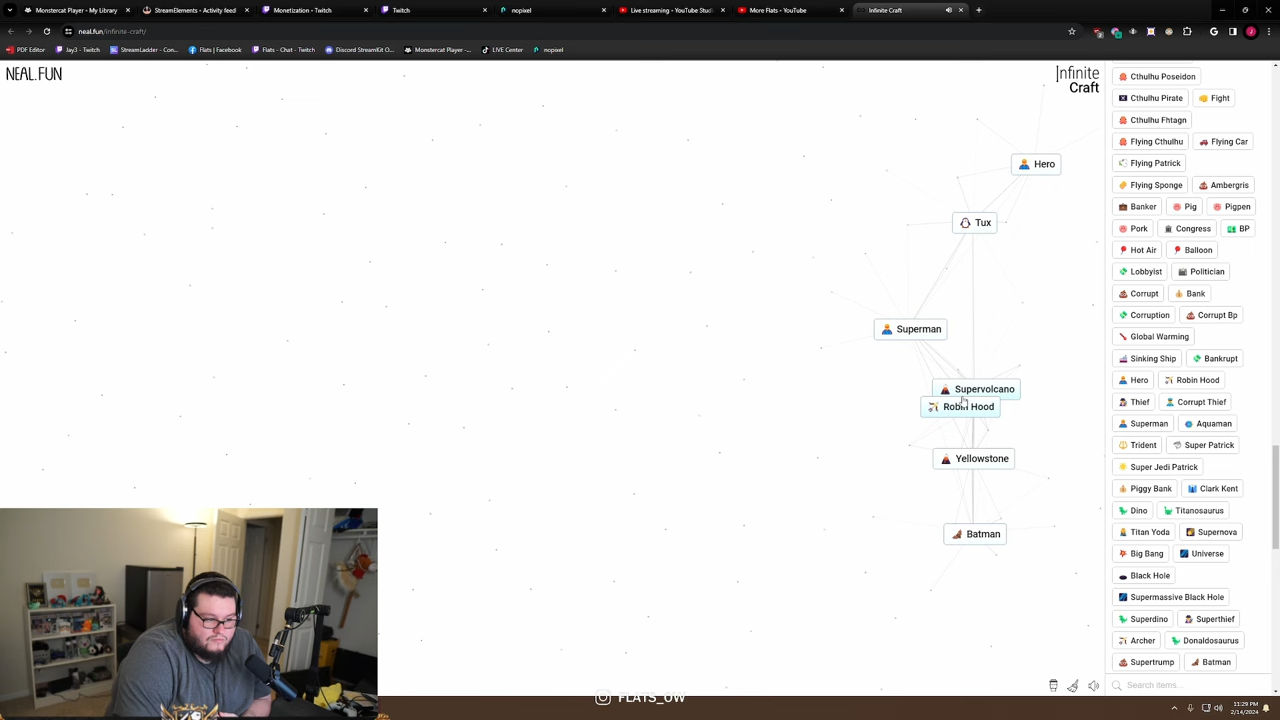 Monstercat Player - My Library
StreamElements - Activity feed
Monetization - Twitch
Twitch
nopixel
Live streaming - YouTube Stud
More Flats - YouTube
Infinite Craft
neal.fun/infinite-craft/
PDF Editor
Jay3 - Twitch
StreamLadder - Con...
Flats | Facebook
Flats - Chat - Twitch
Discord StreamKit O...
Monstercat Player -...
LIVE Center
nopixel
NEAL.FUN
Infinite
Craft
Hero
Tux
Superman
Supervolcano
Robin Hood
Yellowstone
Batman
Cthulhu Poseidon
Cthulhu Pirate Fight
Cthulhu Fhtagn
Flying Cthulhu Flying Car
Flying Patrick
Flying Sponge Ambergris
Banker Pig Pigpen
Pork Congress BP
Hot Air Balloon
Lobbyist Politician
Corrupt Bank
Corruption Corrupt Bp
Global Warming
Sinking Ship Bankrupt
Hero Robin Hood
Thief Corrupt Thief
Superman Aquaman
Trident Super Patrick
Super Jedi Patrick
Piggy Bank Clark Kent
Dino Titanosaurus
Titan Yoda Supernova
Big Bang Universe
Black Hole
Supermassive Black Hole
Superdino Superthief
Archer Donaldosaurus
Supertrump Batman
Search items...
FLATS_OW
11:29 PM
2/14/2024